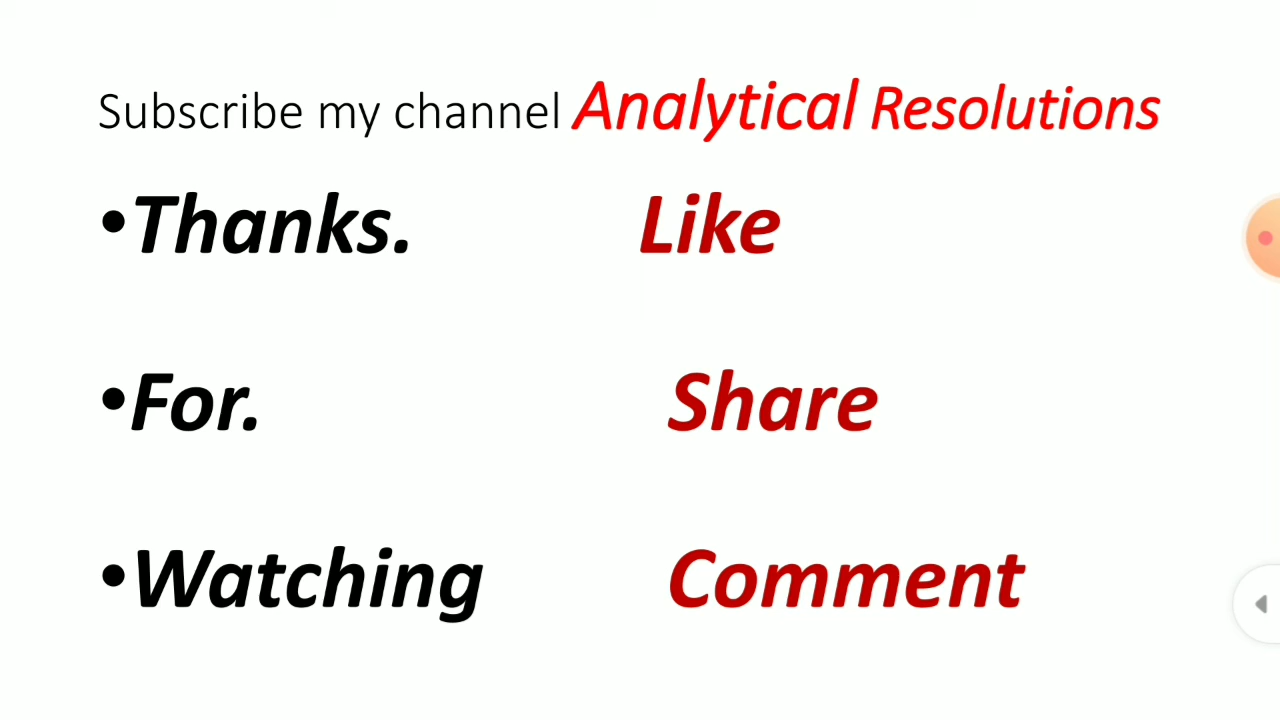 Subscribe my channel Analytical Resolutions
•Thanks. Like
•For. Share
•Watching Comment